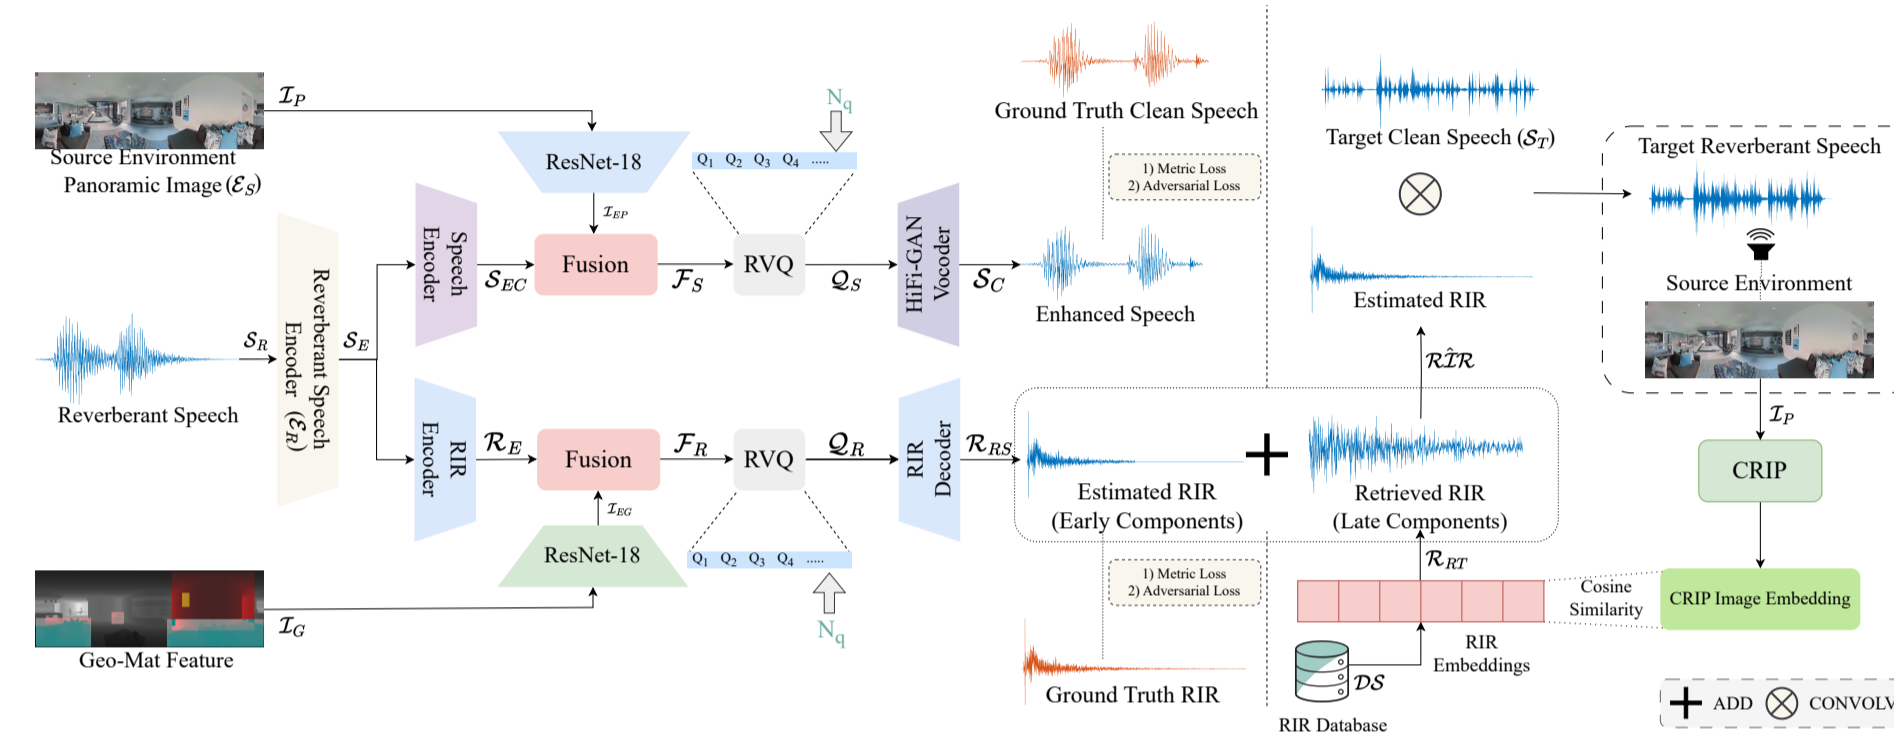 Source Environment
Panoramic Image (ℰ_S)
ℐ_P
ResNet-18
ℐ_EP
N_q
Q₁ Q₂ Q₃ Q₄ .....
Speech
Encoder
𝒮_EC
Fusion
ℱ_S
RVQ
𝒬_S
HiFi-GAN
Vocoder
𝒮_C
Reverberant Speech
𝒮_R
Reverberant Speech
Encoder (ℰ_R)
𝒮_E
RIR
Encoder
ℛ_E
Fusion
ℱ_R
RVQ
𝒬_R
RIR
Decoder
ℛ_RS
ℐ_EG
ResNet-18
Q₁ Q₂ Q₃ Q₄ .....
N_q
ℐ_G
Geo-Mat Feature
Ground Truth Clean Speech
1) Metric Loss
2) Adversarial Loss
Enhanced Speech
Estimated RIR
(Early Components)
1) Metric Loss
2) Adversarial Loss
Ground Truth RIR
Target Clean Speech (𝒮_T)
Estimated RIR
ℛℐ̂ℛ
Retrieved RIR
(Late Components)
ℛ_RT
RIR
Embeddings
𝒟𝒮
RIR Database
Cosine
Similarity
Target Reverberant Speech
Source Environment
ℐ_P
CRIP
CRIP Image Embedding
ADD
CONVOLV